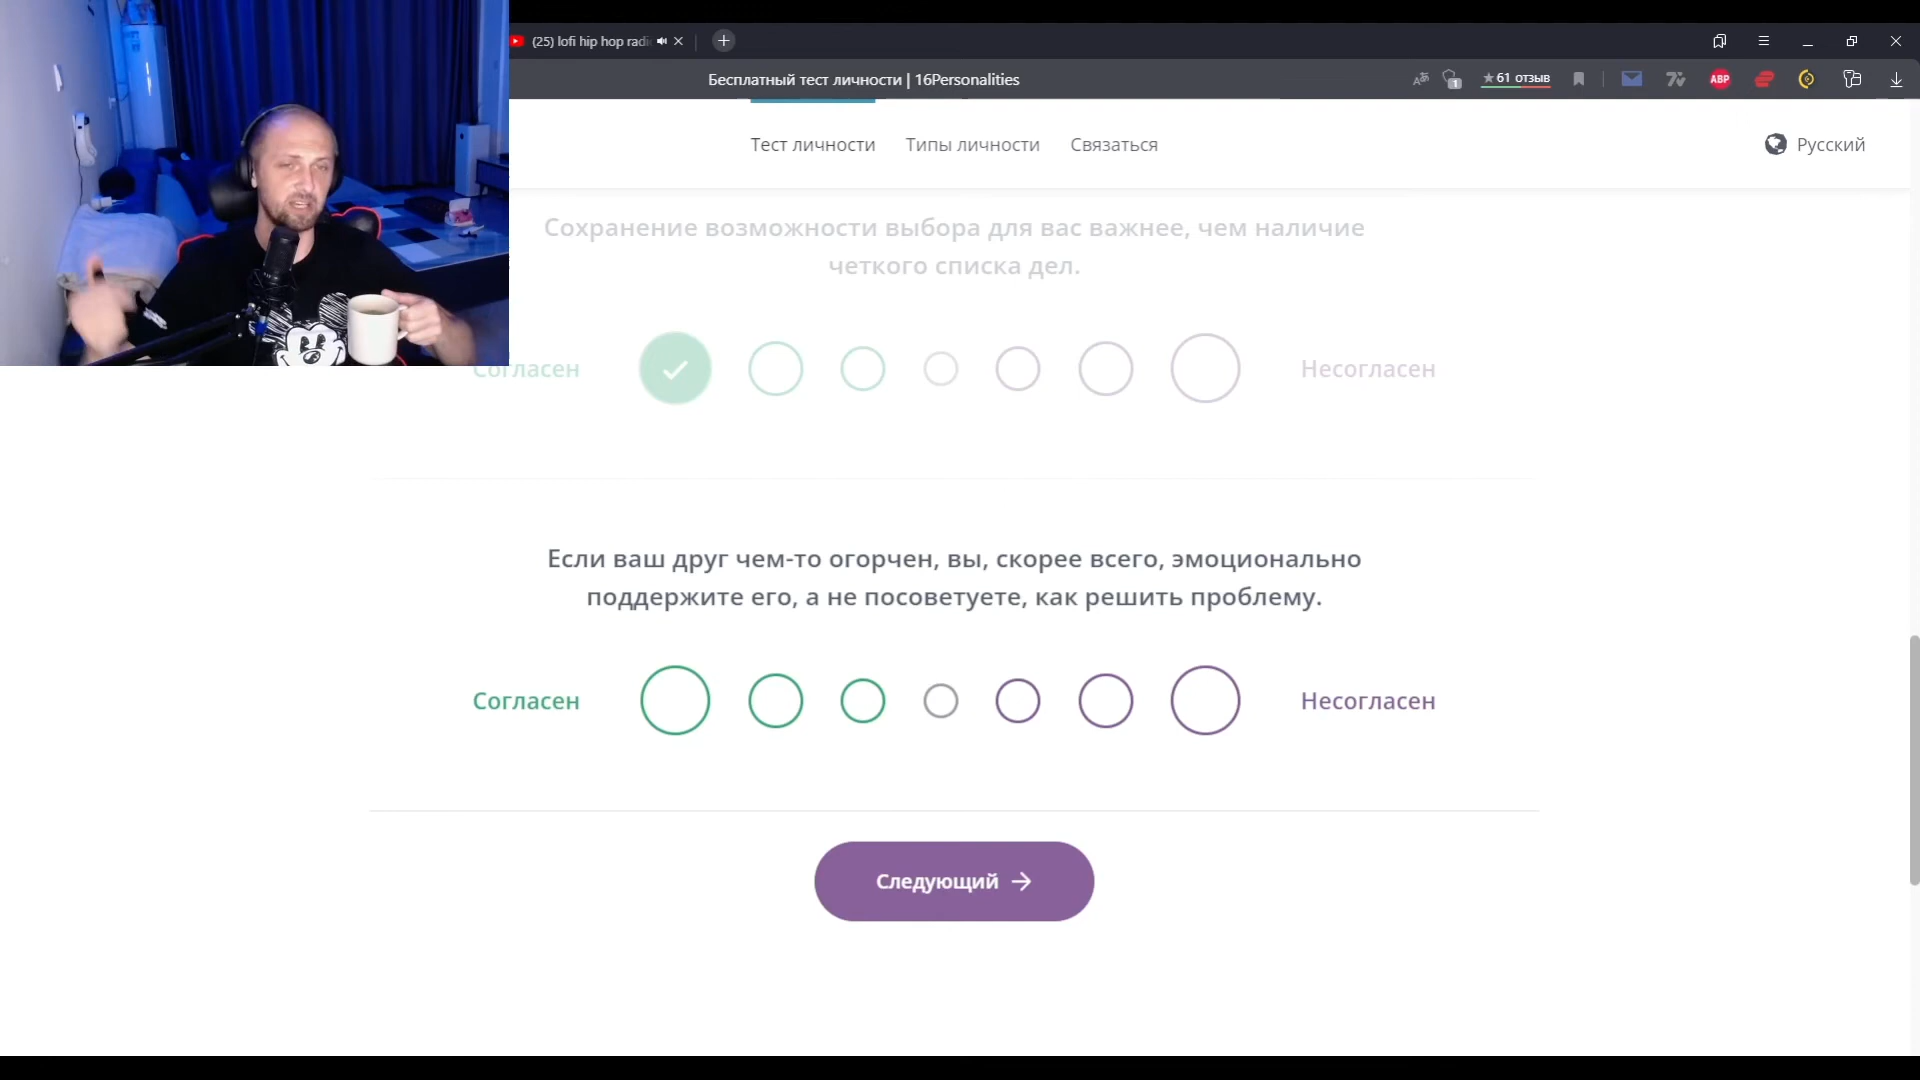 (25) lofi hip hop radi
Бесплатный тест личности | 16Personalities
1
★61 отзыв
ABP
Тест личности
Типы личности
Связаться
Русский
Сохранение возможности выбора для вас важнее, чем наличие
четкого списка дел.
Согласен
Несогласен
Если ваш друг чем-то огорчен, вы, скорее всего, эмоционально
поддержите его, а не посоветуете, как решить проблему.
Согласен
Несогласен
Следующий →